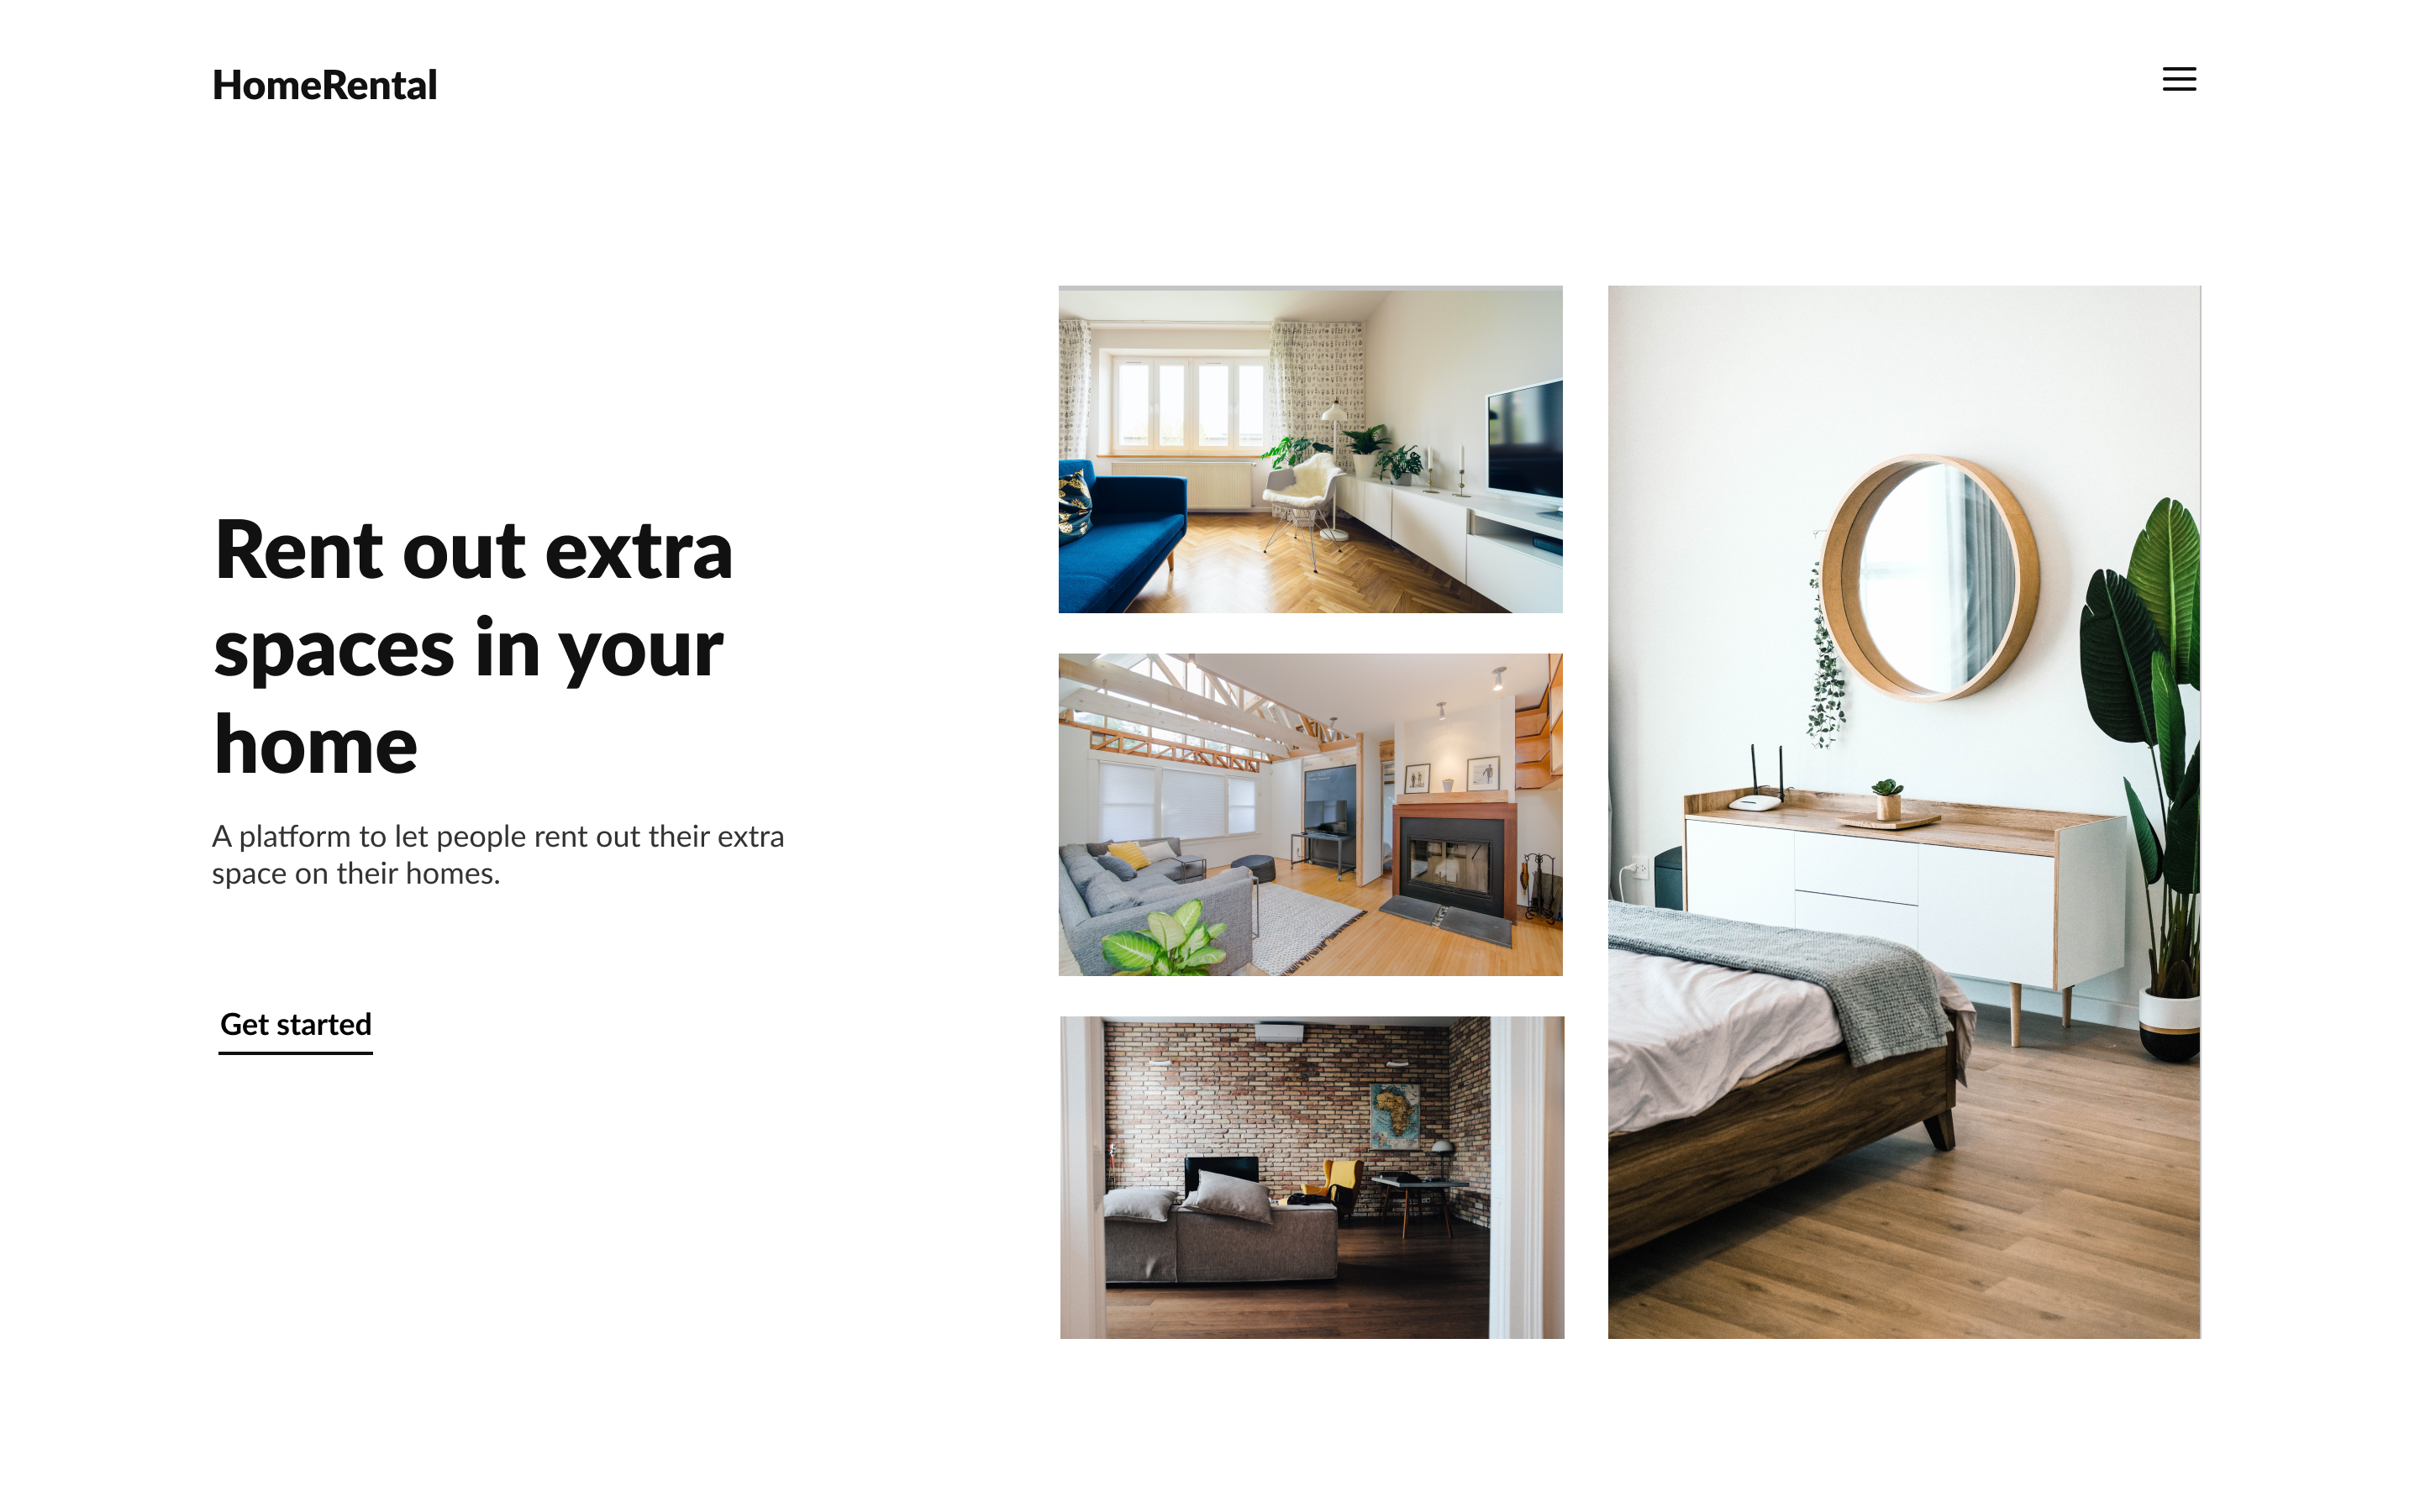 HomeRental
Rent out extra
spaces in your
home
A platform to let people rent out their extra
space on their homes.
Get started